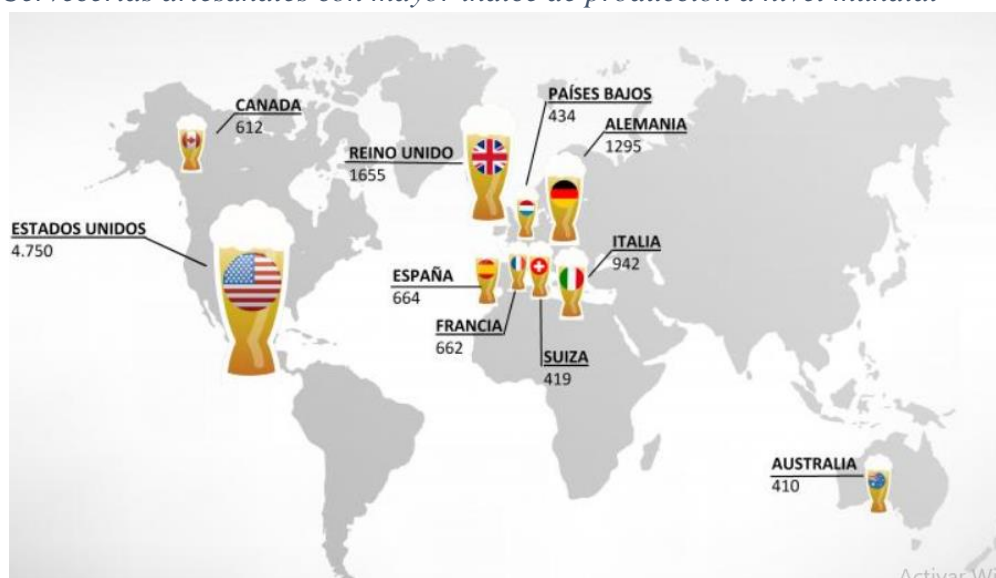 Cervecerías artesanales con mayor índice de producción a nivel mundial
CANADA
612
PAÍSES BAJOS
434
ALEMANIA
1295
REINO UNIDO
1655
ESTADOS UNIDOS
4.750
ITALIA
942
ESPAÑA
664
FRANCIA
662
SUIZA
419
AUSTRALIA
410
Activar Wi